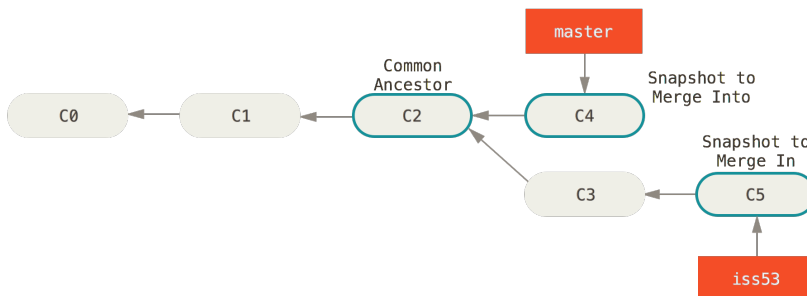 master
Common
Ancestor
Snapshot to
Merge Into
C0
C1
C2
C4
Snapshot to
Merge In
C3
C5
iss53